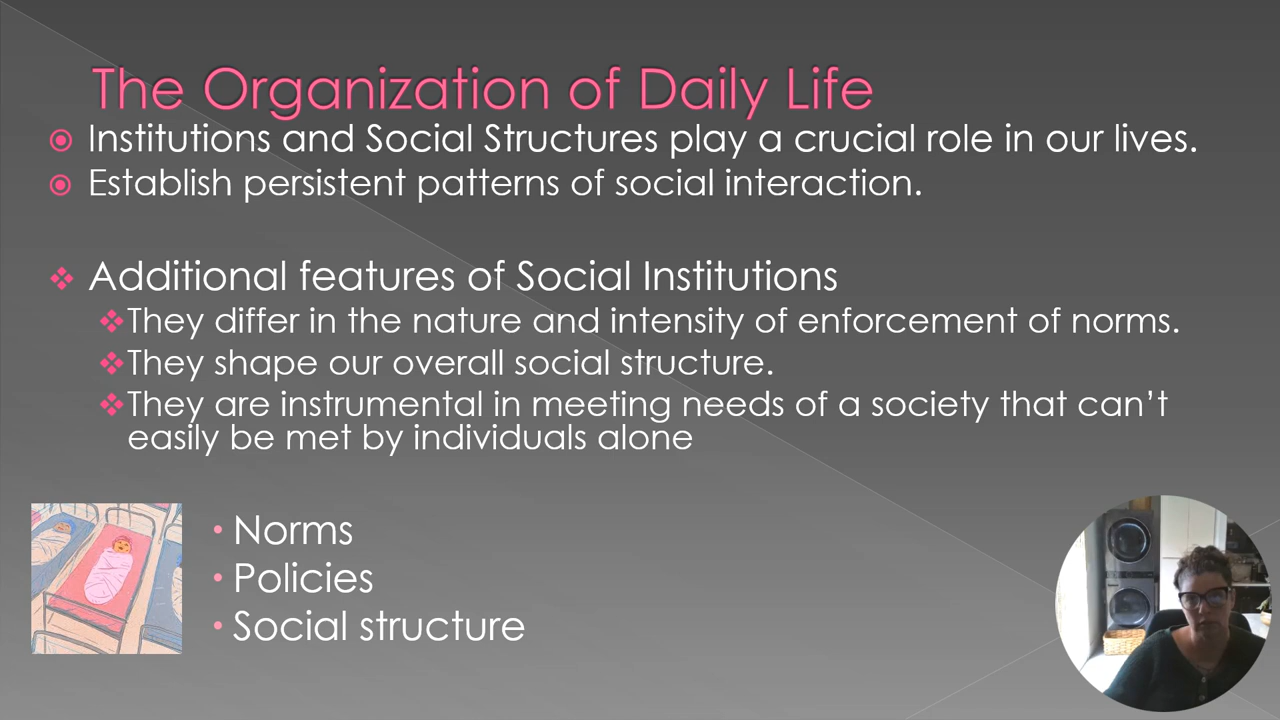 The Organization of Daily Life
Institutions and Social Structures play a crucial role in our lives.
Establish persistent patterns of social interaction.
Additional features of Social Institutions
They differ in the nature and intensity of enforcement of norms.
They shape our overall social structure.
They are instrumental in meeting needs of a society that can't
easily be met by individuals alone
Norms
Policies
Social structure